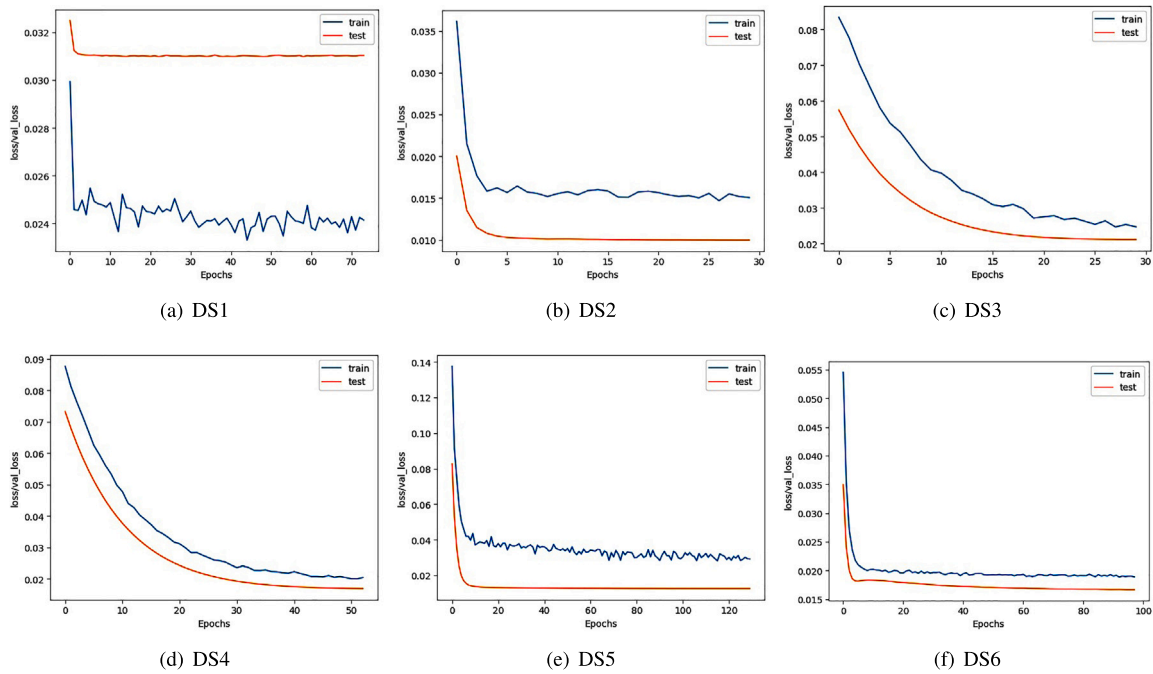 0.032
0.030
0.028
0.026
0.024
loss/val_loss
train
test
0 10 20 30 40 50 60 70
Epochs
(a) DS1
0.035
0.030
0.025
0.020
0.015
0.010
loss/val_loss
train
test
0 5 10 15 20 25 30
Epochs
(b) DS2
0.08
0.07
0.06
0.05
0.04
0.03
0.02
loss/val_loss
train
test
0 5 10 15 20 25 30
Epochs
(c) DS3
0.09
0.08
0.07
0.06
0.05
0.04
0.03
0.02
loss/val_loss
train
test
0 10 20 30 40 50
Epochs
(d) DS4
0.14
0.12
0.10
0.08
0.06
0.04
0.02
loss/val_loss
train
test
0 20 40 60 80 100 120
Epochs
(e) DS5
0.055
0.050
0.045
0.040
0.035
0.030
0.025
0.020
0.015
loss/val_loss
train
test
0 20 40 60 80 100
Epochs
(f) DS6